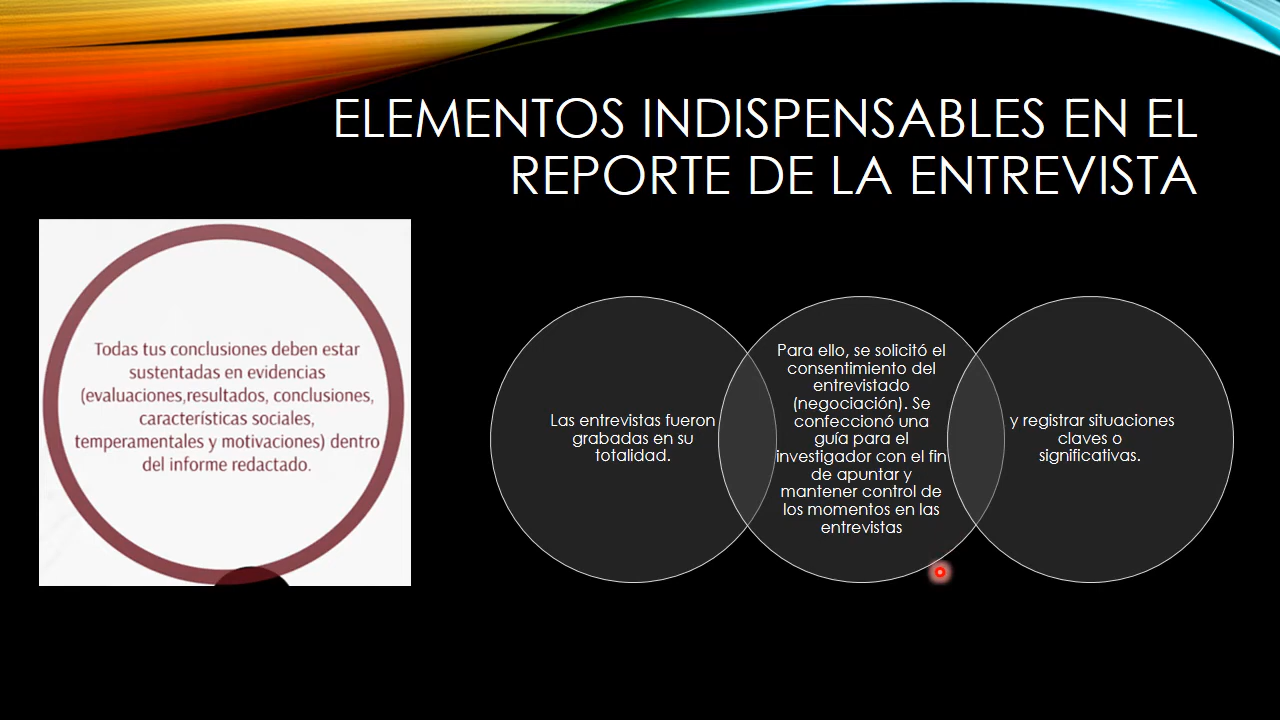 ELEMENTOS INDISPENSABLES EN EL
REPORTE DE LA ENTREVISTA
Todas tus conclusiones deben estar
sustentadas en evidencias
(evaluaciones,resultados, conclusiones,
características sociales,
temperamentales y motivaciones) dentro
del informe redactado.
Las entrevistas fueron
grabadas en su
totalidad.
Para ello, se solicitó el
consentimiento del
entrevistado
(negociación). Se
confeccionó una
guía para el
investigador con el fin
de apuntar y
mantener control de
los momentos en las
entrevistas
y registrar situaciones
claves o
significativas.